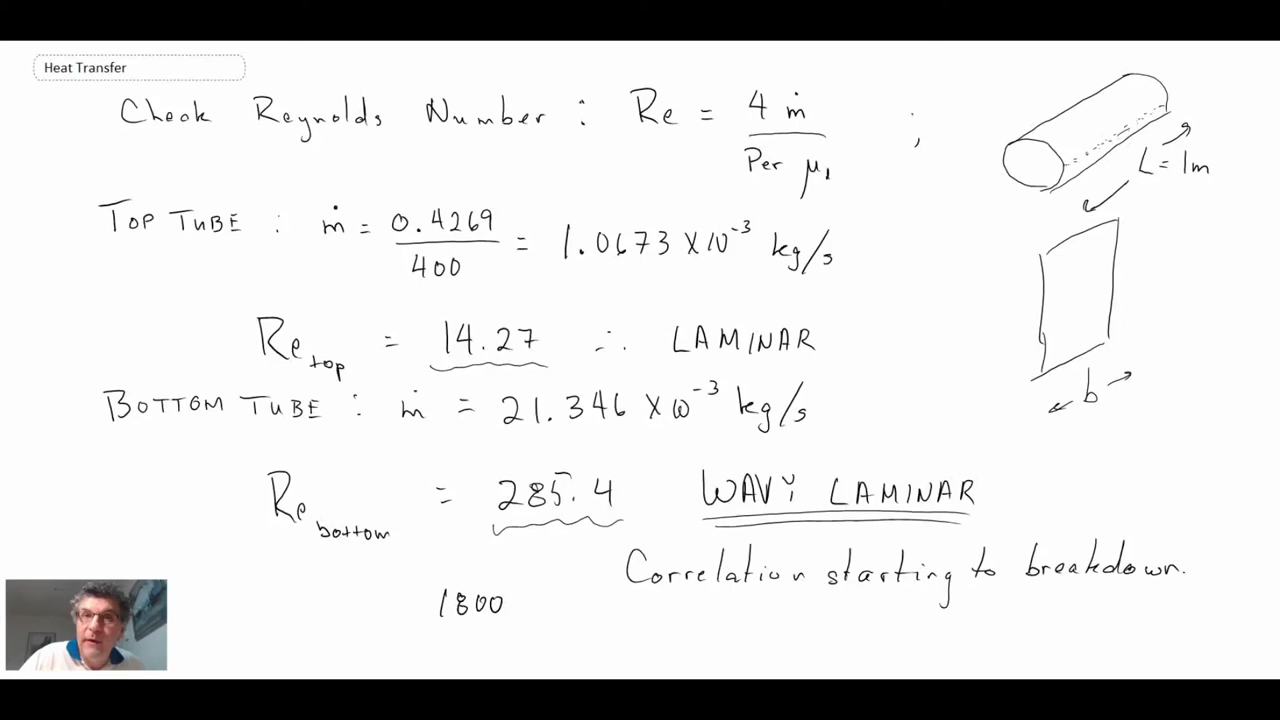 Heat Transfer
Check Reynolds Number : Re = 4 ṁ / Per μl ;
L = 1m
TOP TUBE : ṁ = 0.4269 / 400 = 1.0673 x 10^-3 kg/s
Re top = 14.27 ∴ LAMINAR
b
BOTTOM TUBE : ṁ = 21.346 x 10^-3 kg/s
Re bottom = 285.4 WAVY LAMINAR
Correlation starting to breakdown.
1800